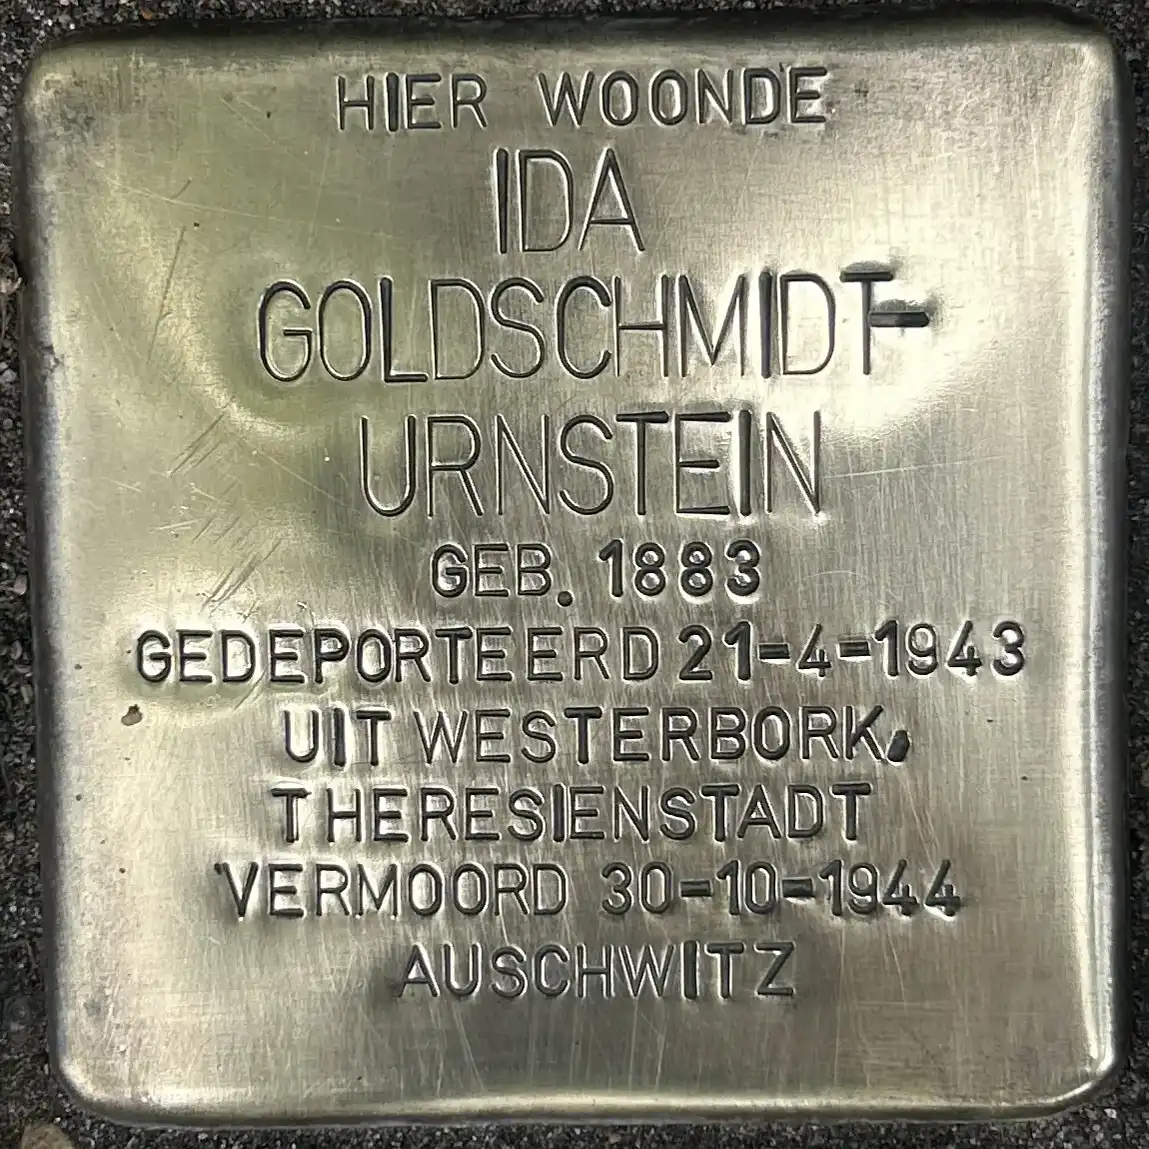 HIER WOONDE
IDA
GOLDSCHMIDT-
URNSTEIN
GEB. 1883
GEDEPORTEERD 21-4-1943
UIT WESTERBORK.
THERESIENSTADT
VERMOORD 30-10-1944
AUSCHWITZ